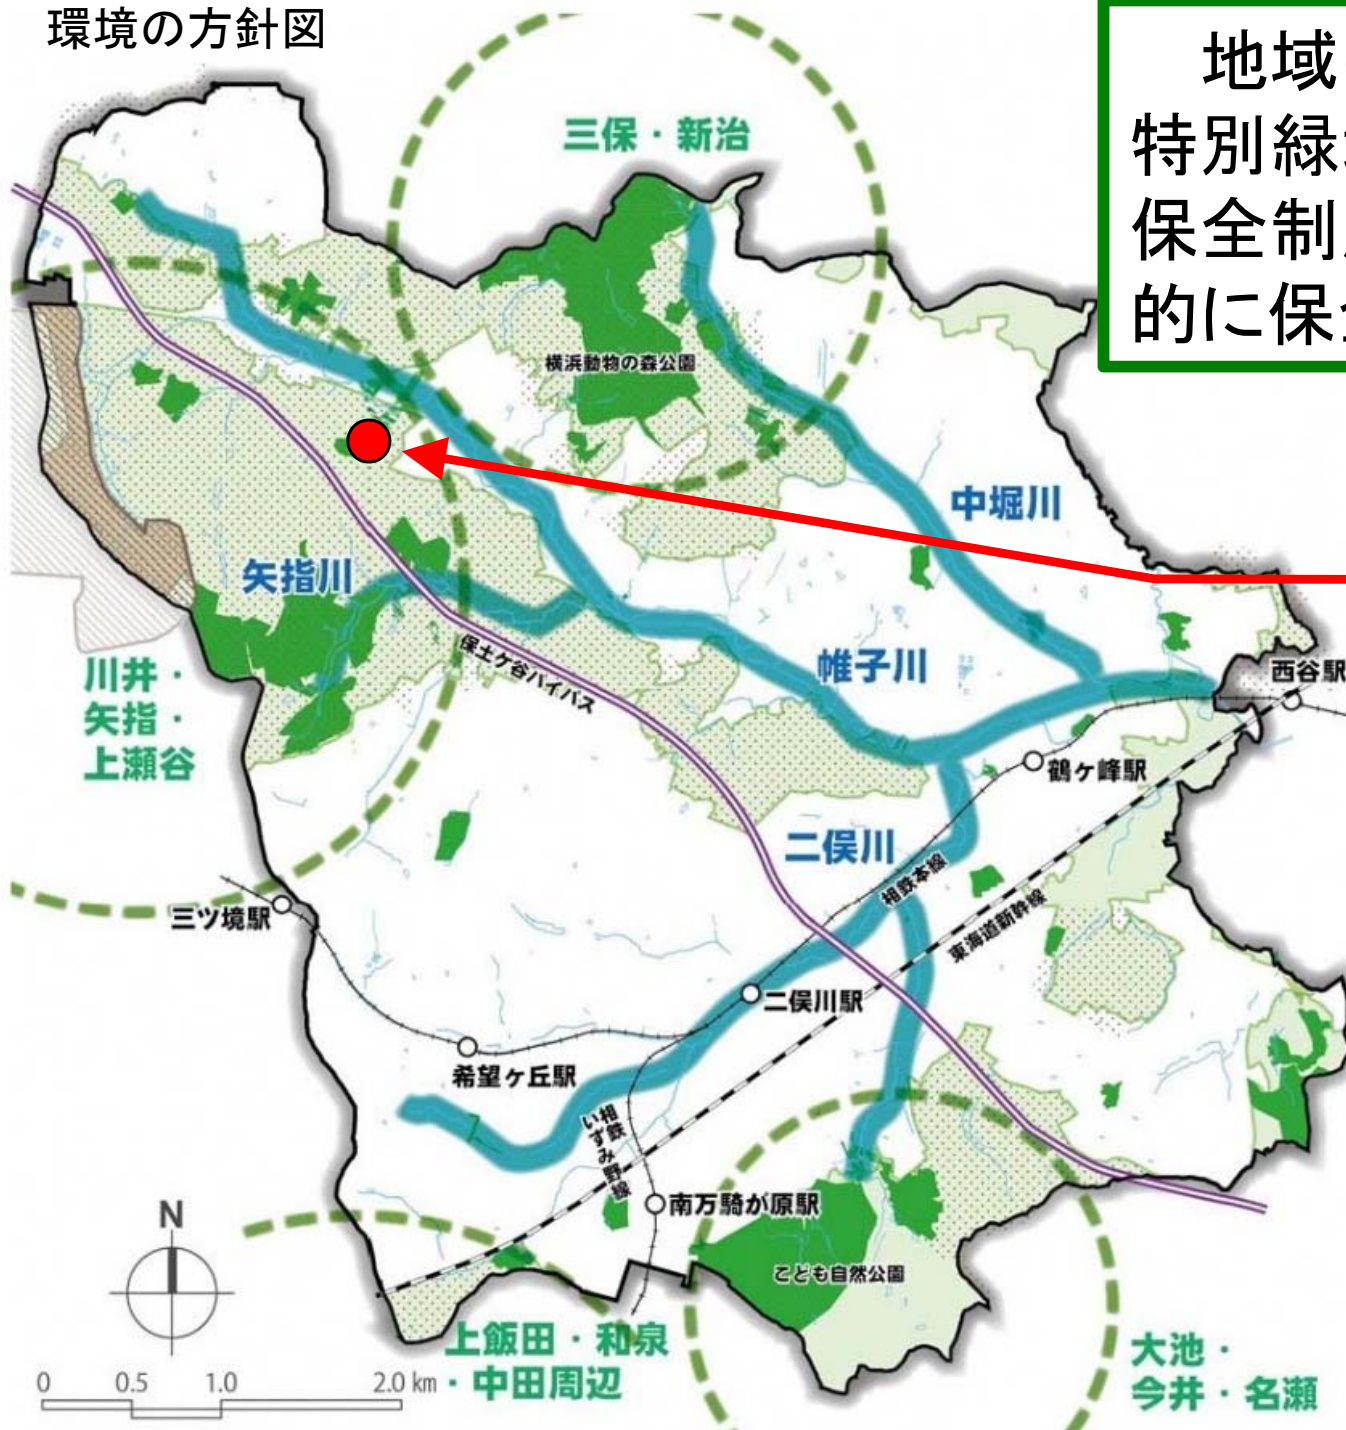 環境の方針図
地域
特別緑
保全制
的に保
三保・新治
横浜動物の森公園
中堀川
矢指川
保土ケ谷バイパス
帷子川
西谷駅
川井・
矢指・
上瀬谷
鶴ヶ峰駅
二俣川
相鉄本線
東海道新幹線
三ツ境駅
二俣川駅
希望ヶ丘駅
相鉄
いずみ野線
南万騎が原駅
こども自然公園
N
上飯田・和泉
・中田周辺
大池・
今井・名瀬
0 0.5 1.0 2.0 km